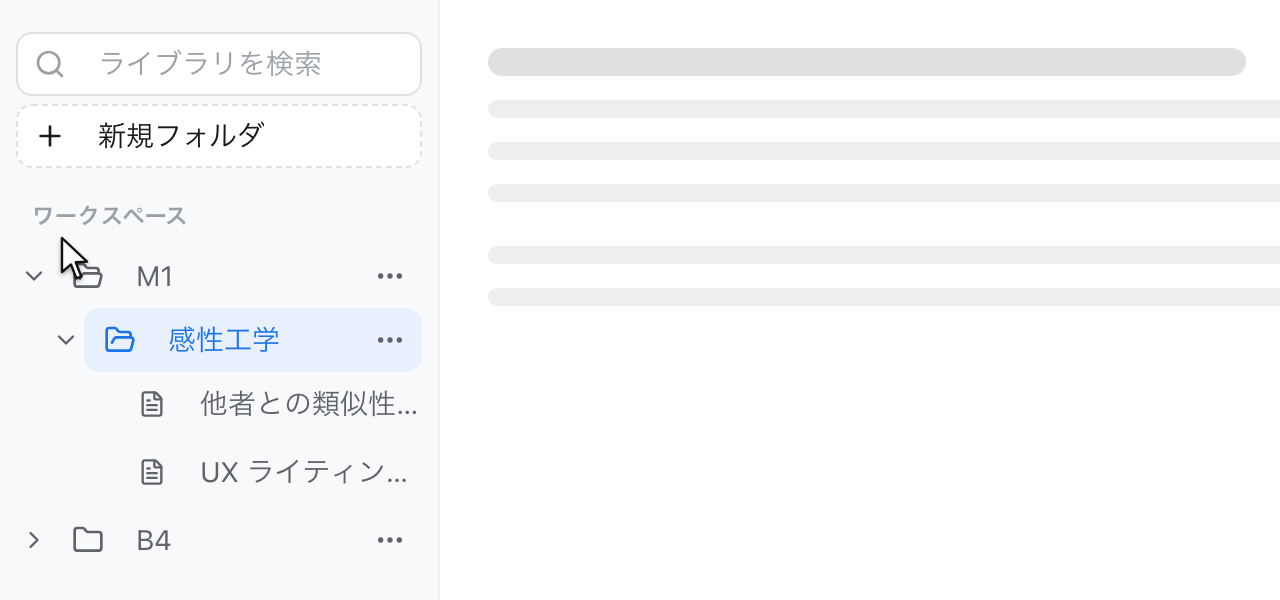 ライブラリを検索
新規フォルダ
ワークスペース
M1
感性工学
他者との類似性...
UX ライティン...
B4